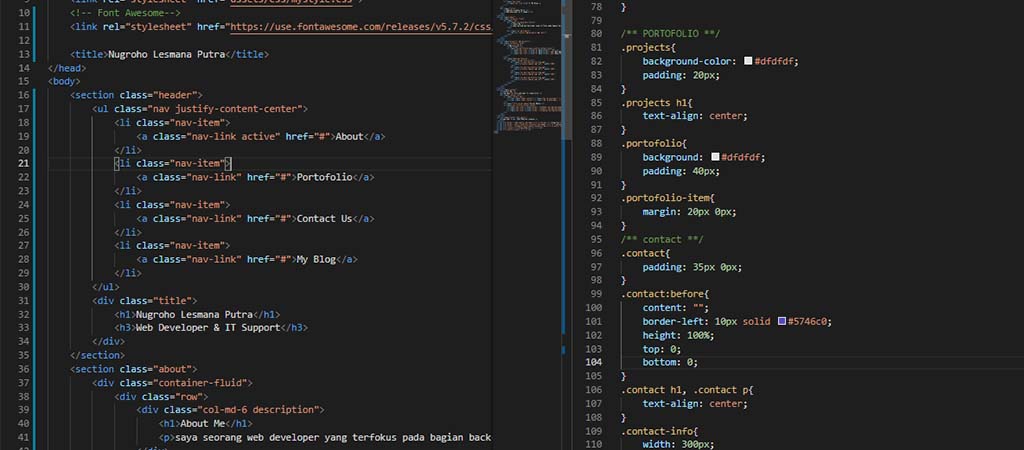 <link rel="stylesheet" href="assets/css/mystyle.css">
10 <!-- Font Awesome-->
11 <link rel="stylesheet" href="https://use.fontawesome.com/releases/v5.7.2/css
12
13 <title>Nugroho Lesmana Putra</title>
14 </head>
15 <body>
16 <section class="header">
17 <ul class="nav justify-content-center">
18 <li class="nav-item">
19 <a class="nav-link active" href="#">About</a>
20 </li>
21 <li class="nav-item">
22 <a class="nav-link" href="#">Portofolio</a>
23 </li>
24 <li class="nav-item">
25 <a class="nav-link" href="#">Contact Us</a>
26 </li>
27 <li class="nav-item">
28 <a class="nav-link" href="#">My Blog</a>
29 </li>
30 </ul>
31 <div class="title">
32 <h1>Nugroho Lesmana Putra</h1>
33 <h3>Web Developer & IT Support</h3>
34 </div>
35 </section>
36 <section class="about">
37 <div class="container-fluid">
38 <div class="row">
39 <div class="col-md-6 description">
40 <h1>About Me</h1>
41 <p>saya seorang web developer yang terfokus pada bagian back
78 }
79
80 /** PORTOFOLIO **/
81 .projects{
82 background-color: #dfdfdf;
83 padding: 20px;
84 }
85 .projects h1{
86 text-align: center;
87 }
88 .portofolio{
89 background: #dfdfdf;
90 padding: 40px;
91 }
92 .portofolio-item{
93 margin: 20px 0px;
94 }
95 /** contact **/
96 .contact{
97 padding: 35px 0px;
98 }
99 .contact:before{
100 content: "";
101 border-left: 10px solid #5746c0;
102 height: 100%;
103 top: 0;
104 bottom: 0;
105 }
106 .contact h1, .contact p{
107 text-align: center;
108 }
109 .contact-info{
110 width: 300px;